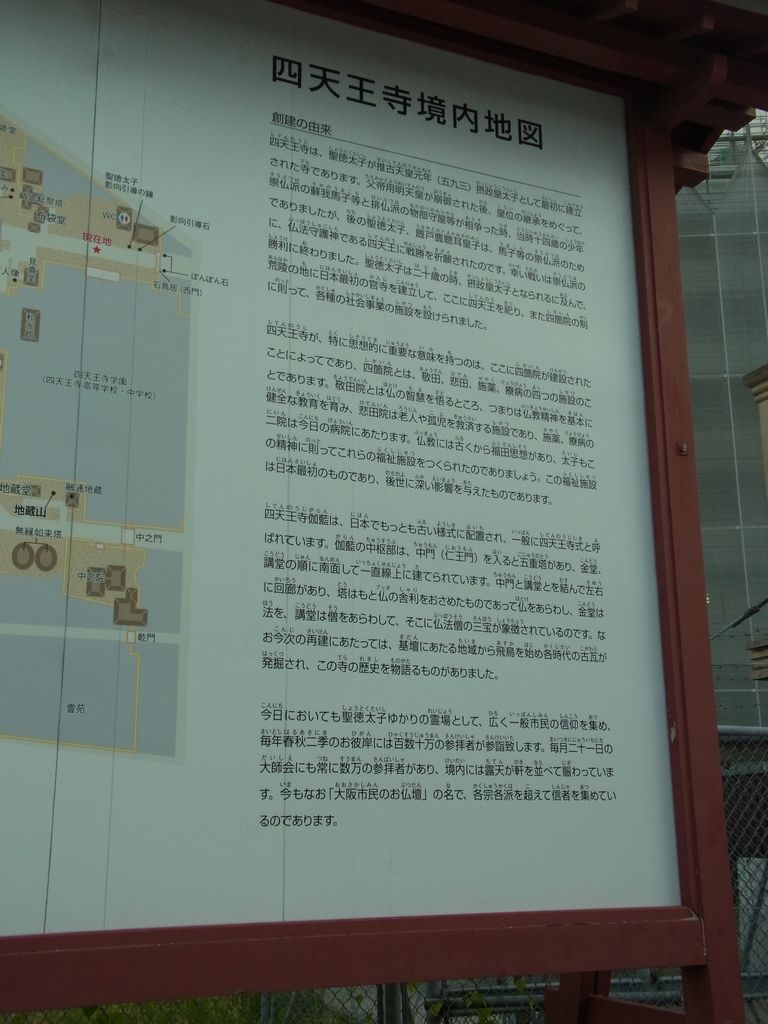 四天王寺境内地図
創建の由来
四天王寺は、聖徳太子が推古天皇元年(五九三)摂政皇太子として最初に建立
された寺であります。父帝用明天皇が崩御された後、皇位の継承をめぐって、
崇仏派の蘇我馬子等と排仏派の物部守屋等が相争った時、当時十四歳の少年
でありましたが、後の聖徳太子、厩戸豊聰耳皇子は、馬子等の崇仏派のため
に、仏法守護神である四天王に戦勝を祈願されたのです。幸い戦いは崇仏派の
勝利に終わりました。聖徳太子は二十歳の時、摂政皇太子となられるに及んで、
荒陵の地に日本最初の官寺を建立して、ここに四天王を祀り、また四箇院の制
に則って、各種の社会事業の施設を設けられました。
四天王寺が、特に思想的に重要な意味を持つのは、ここに四箇院が建設された
ことによってであり、四箇院とは、敬田、悲田、施薬、療病の四つの施設のこ
とであります。敬田院とは仏の智慧を悟るところ、つまりは仏教精神を基本に
健全な教育を育み、悲田院は老人や孤児を救済する施設であり、施薬、療病の
二院は今日の病院にあたります。仏教には古くから福田思想があり、太子もこ
の精神に則ってこれらの福祉施設をつくられたのでありましょう。この福祉施設
は日本最初のものであり、後世に深い影響を与えたものであります。
四天王寺伽藍は、日本でもっとも古い様式に配置され、一般に四天王寺式と呼
ばれています。伽藍の中枢部は、中門(仁王門)を入ると五重塔があり、金堂、
講堂の順に南面して一直線上に建てられています。中門と講堂とを結んで左右
に回廊があり、塔はもと仏の舎利をおさめたものであって仏をあらわし、金堂は
法を、講堂は僧をあらわして、そこに仏法僧の三宝が象徴されているのです。な
お今次の再建にあたっては、基壇にあたる地域から飛鳥を始め各時代の古瓦が
発掘され、この寺の歴史を物語るものがありました。
今日においても聖徳太子ゆかりの霊場として、広く一般市民の信仰を集め、
毎年春秋二季のお彼岸には百数十万の参拝者が参詣致します。毎月二十一日の
大師会にも常に数万の参拝者があり、境内には露天が軒を並べて賑わっていま
す。今もなお「大阪市民のお仏壇」の名で、各宗各派を超えて信者を集めてい
るのであります。
聖徳太子
影向引導の鐘
WC
影向引導石
布袋堂
現在地
ぽんぽん石
石鳥居(西門)
見真堂
四天王寺学園
(四天王寺高等学校・中学校)
地蔵堂
融通地蔵
地蔵山
無縁如来塔
中之門
中之院
乾門
霊苑